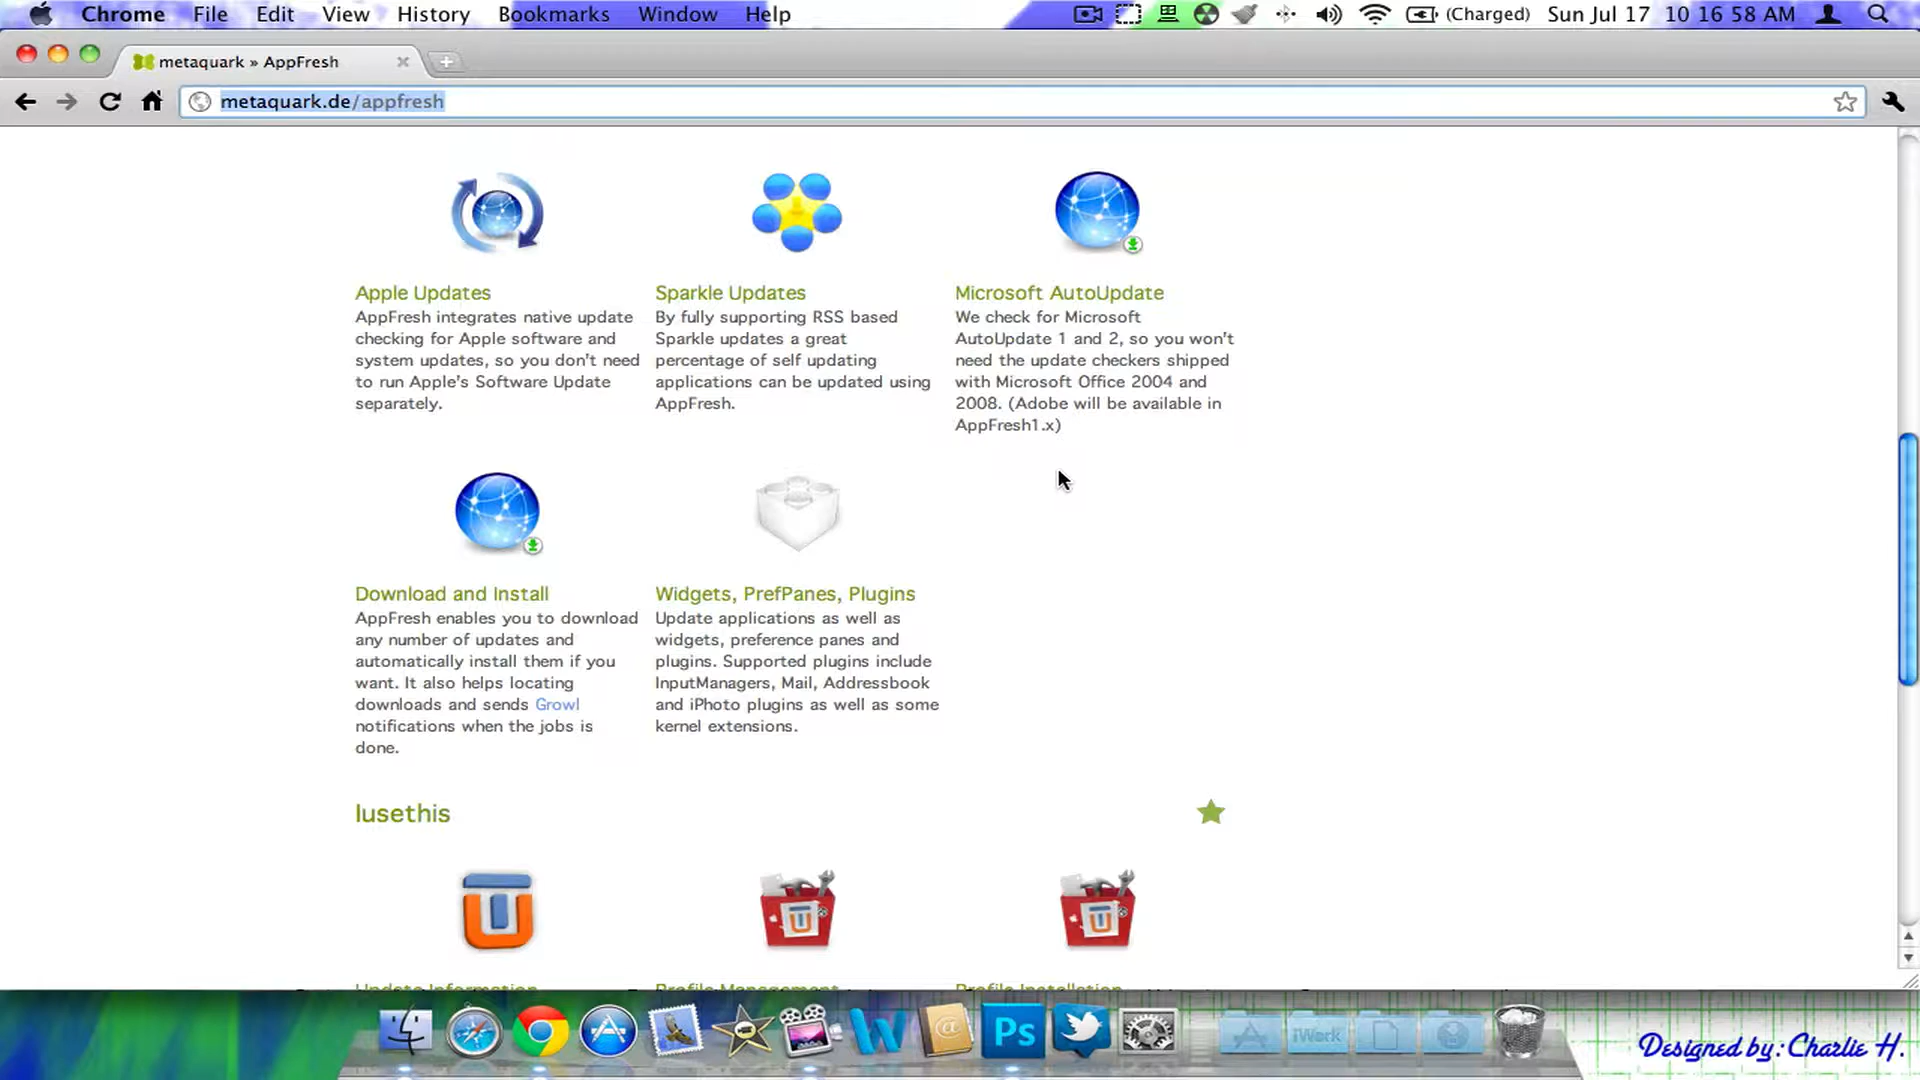 Chrome File Edit View History Bookmarks Window Help (Charged) Sun Jul 17 10 16 58 AM
metaquark » AppFresh
metaquark.de/appfresh
Apple Updates
AppFresh integrates native update
checking for Apple software and
system updates, so you don't need
to run Apple's Software Update
separately.
Sparkle Updates
By fully supporting RSS based
Sparkle updates a great
percentage of self updating
applications can be updated using
AppFresh.
Microsoft AutoUpdate
We check for Microsoft
AutoUpdate 1 and 2, so you won't
need the update checkers shipped
with Microsoft Office 2004 and
2008. (Adobe will be available in
AppFresh1.x)
Download and Install
AppFresh enables you to download
any number of updates and
automatically install them if you
want. It also helps locating
downloads and sends Growl
notifications when the jobs is
done.
Widgets, PrefPanes, Plugins
Update applications as well as
widgets, preference panes and
plugins. Supported plugins include
InputManagers, Mail, Addressbook
and iPhoto plugins as well as some
kernel extensions.
Iusethis
Update Information Profile Management Profile Installation
W @ Ps iWork
Designed by: Charlie H.